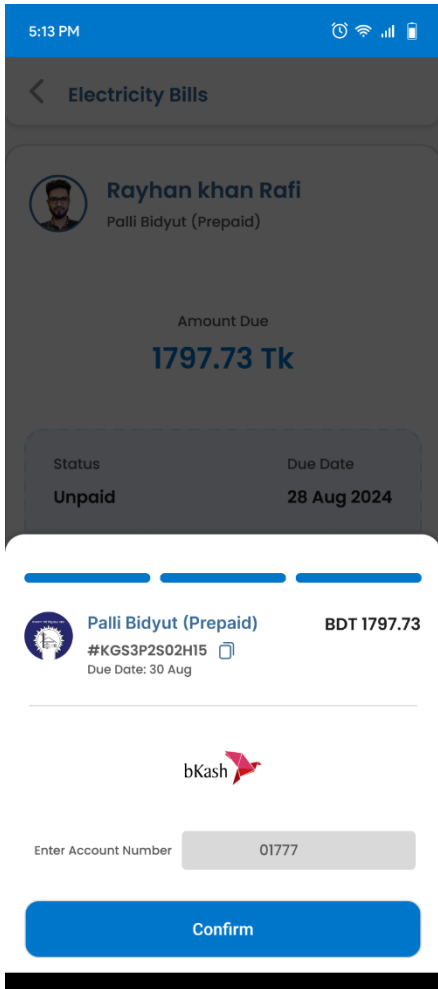 5:13 PM
Electricity Bills
Rayhan khan Rafi
Palli Bidyut (Prepaid)
Amount Due
1797.73 Tk
Status Due Date
Unpaid 28 Aug 2024
Palli Bidyut (Prepaid) BDT 1797.73
#KGS3P2S02H15
Due Date: 30 Aug
bKash
Enter Account Number 01777
Confirm